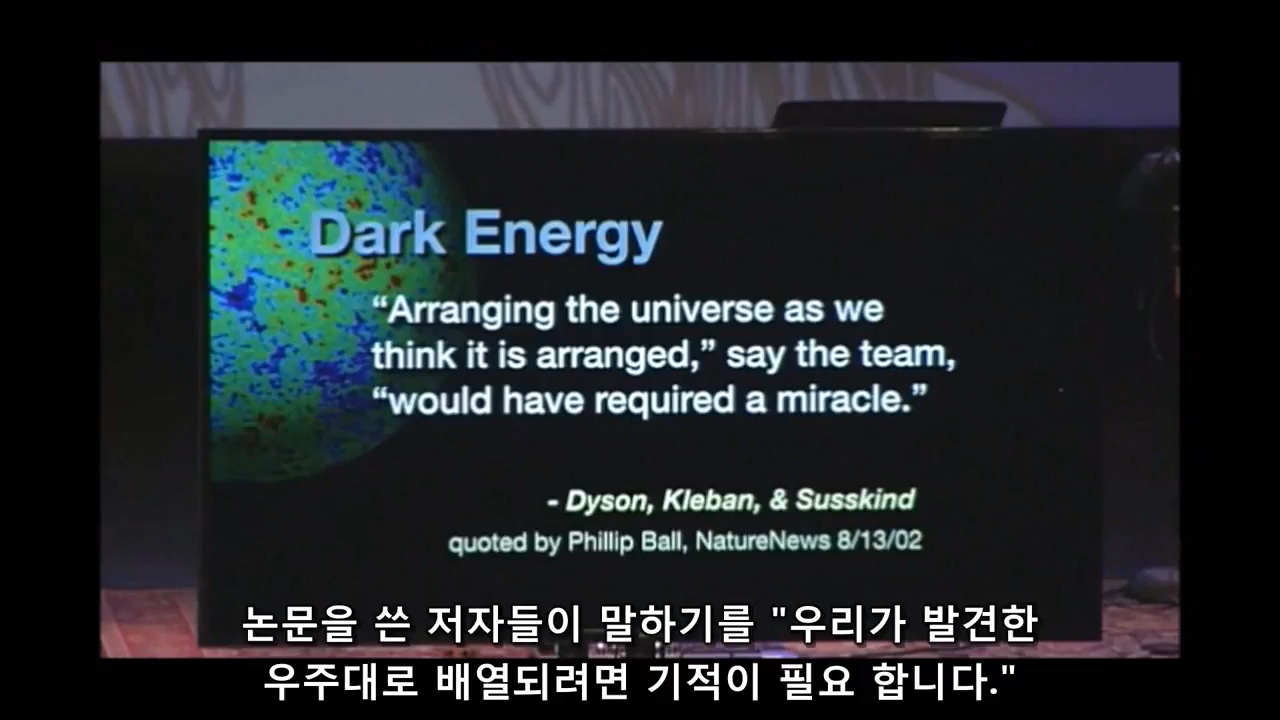 Dark Energy
“Arranging the universe as we
think it is arranged,” say the team,
“would have required a miracle.”
- Dyson, Kleban, & Susskind
quoted by Phillip Ball, NatureNews 8/13/02
논문을 쓴 저자들이 말하기를 "우리가 발견한
우주대로 배열되려면 기적이 필요 합니다."